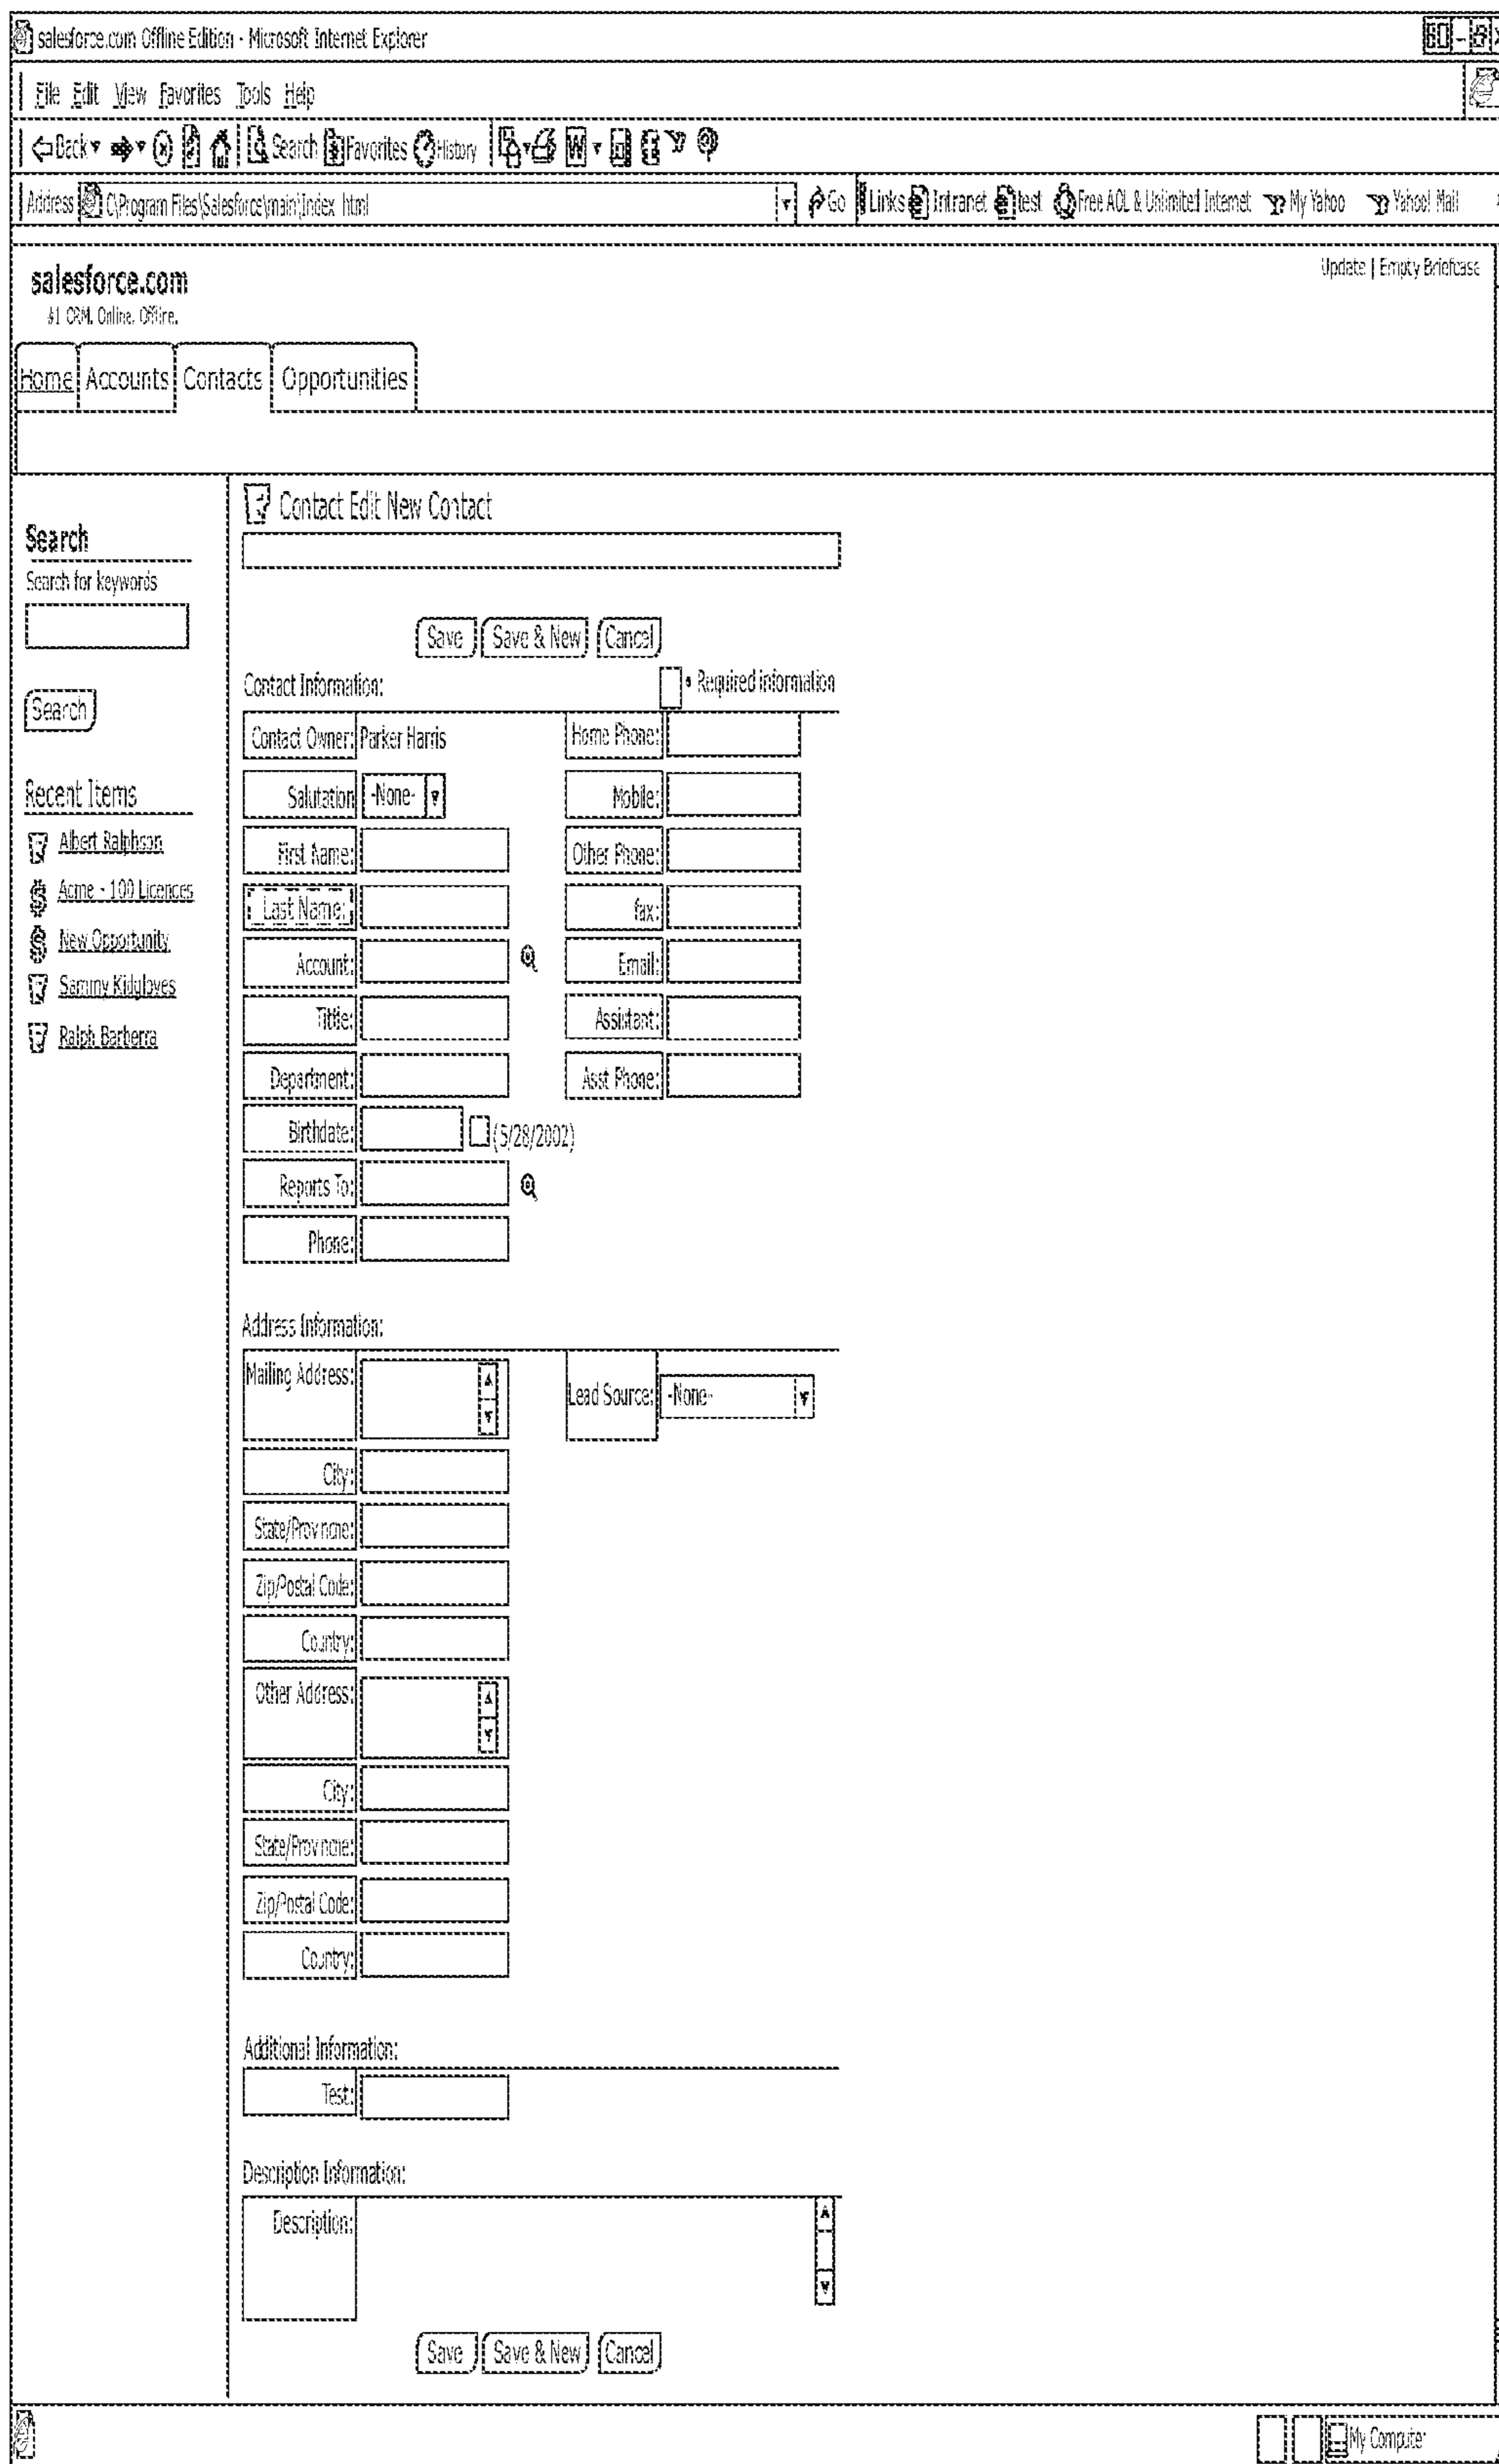 salesforce.com Offline Edition - Microsoft Internet Explorer
File Edit View Favorites Tools Help
Back Search Favorites History W
Address C\Program Files\Salesforce\main\Index html Go Links Intranet test Free AOL & Unlimited Internet My Yahoo Yahoo! Mail
salesforce.com
Update | Empty Briefcase
#1 CRM. Online. Offline.
Home Accounts Contacts Opportunities
Contact Edit New Contact
Search
Search for keywords
Search
Recent Items
Albert Ralphson
Acme - 100 Licences
New Opportunity
Sammy Kidgloves
Ralph Barberra
Save Save & New Cancel
Contact Information: • Required information
Contact Owner: Parker Harris Home Phone:
Salutation -None- Mobile:
First Name: Other Phone:
Last Name: fax:
Account: Email:
Tittle: Assistant:
Department: Asst Phone:
Birthdate: (5/28/2002)
Reports To:
Phone:
Address Information:
Mailing Address: Lead Source: -None-
City:
State/Provncne:
Zip/Postal Code:
Country:
Other Address:
City:
State/Provncne:
Zip/Postal Code:
Country:
Additional Information:
Test:
Description Information:
Description:
Save Save & New Cancel
My Computer